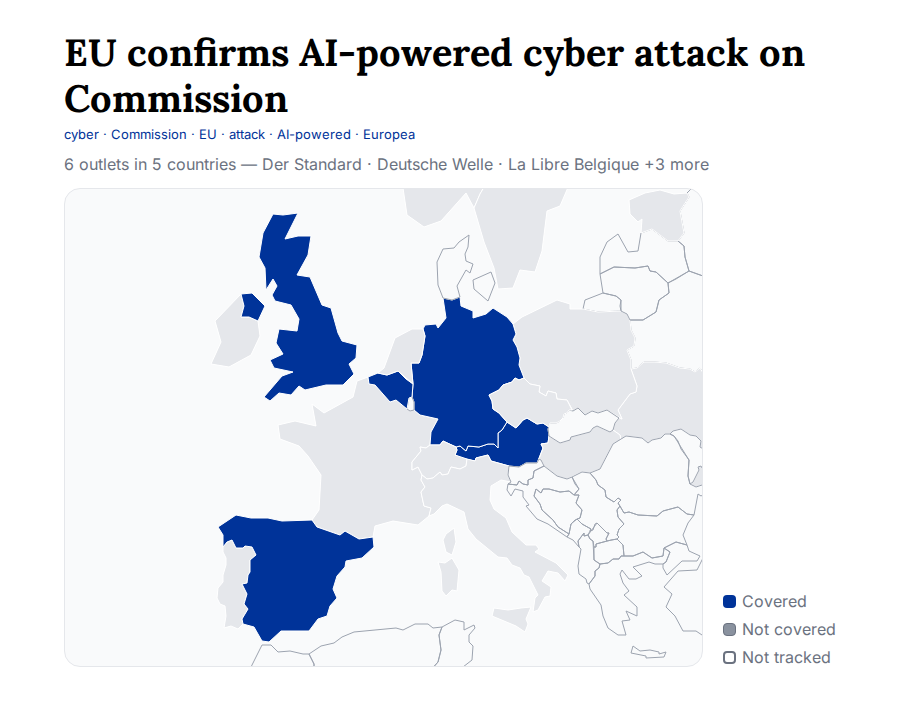 EU confirms AI-powered cyber attack on
Commission
cyber · Commission · EU · attack · AI-powered · Europea
6 outlets in 5 countries — Der Standard · Deutsche Welle · La Libre Belgique +3 more
Covered
Not covered
Not tracked